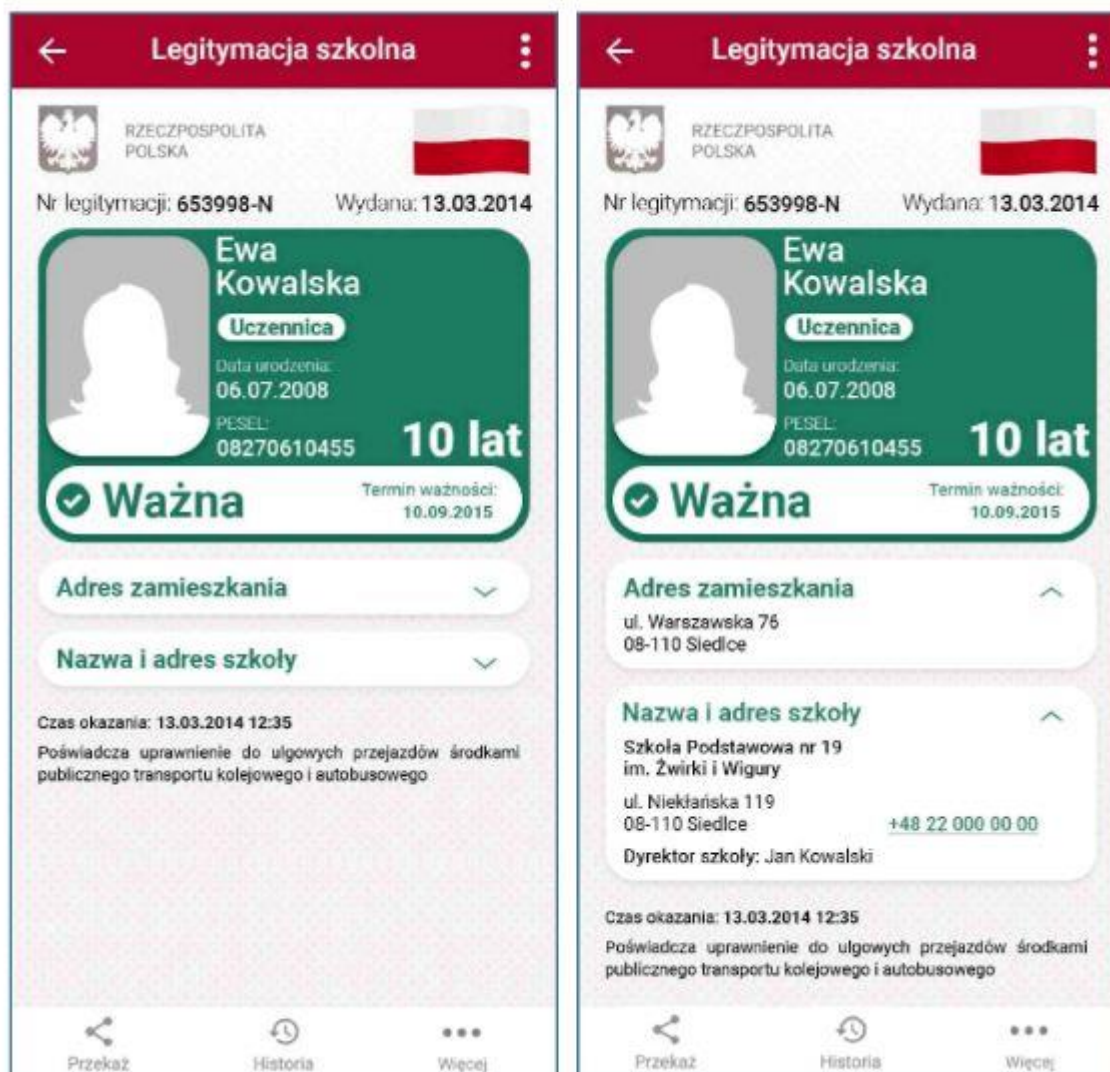 Legitymacja szkolna
RZECZPOSPOLITA
POLSKA
Nr legitymacji: 653998-N Wydana: 13.03.2014
Ewa
Kowalska
Uczennica
Data urodzenia:
06.07.2008
PESEL:
08270610455
10 lat
Ważna
Termin ważności:
10.09.2015
Adres zamieszkania
Nazwa i adres szkoły
Czas okazania: 13.03.2014 12:35
Poświadcza uprawnienie do ulgowych przejazdów środkami
publicznego transportu kolejowego i autobusowego
Przekaż Historia Więcej
Legitymacja szkolna
RZECZPOSPOLITA
POLSKA
Nr legitymacji: 653998-N Wydana: 13.03.2014
Ewa
Kowalska
Uczennica
Data urodzenia:
06.07.2008
PESEL:
08270610455
10 lat
Ważna
Termin ważności:
10.09.2015
Adres zamieszkania
ul. Warszawska 76
08-110 Siedlce
Nazwa i adres szkoły
Szkoła Podstawowa nr 19
im. Żwirki i Wigury
ul. Niekłańska 119
08-110 Siedlce +48 22 000 00 00
Dyrektor szkoły: Jan Kowalski
Czas okazania: 13.03.2014 12:35
Poświadcza uprawnienie do ulgowych przejazdów środkami
publicznego transportu kolejowego i autobusowego
Przekaż Historia Więcej